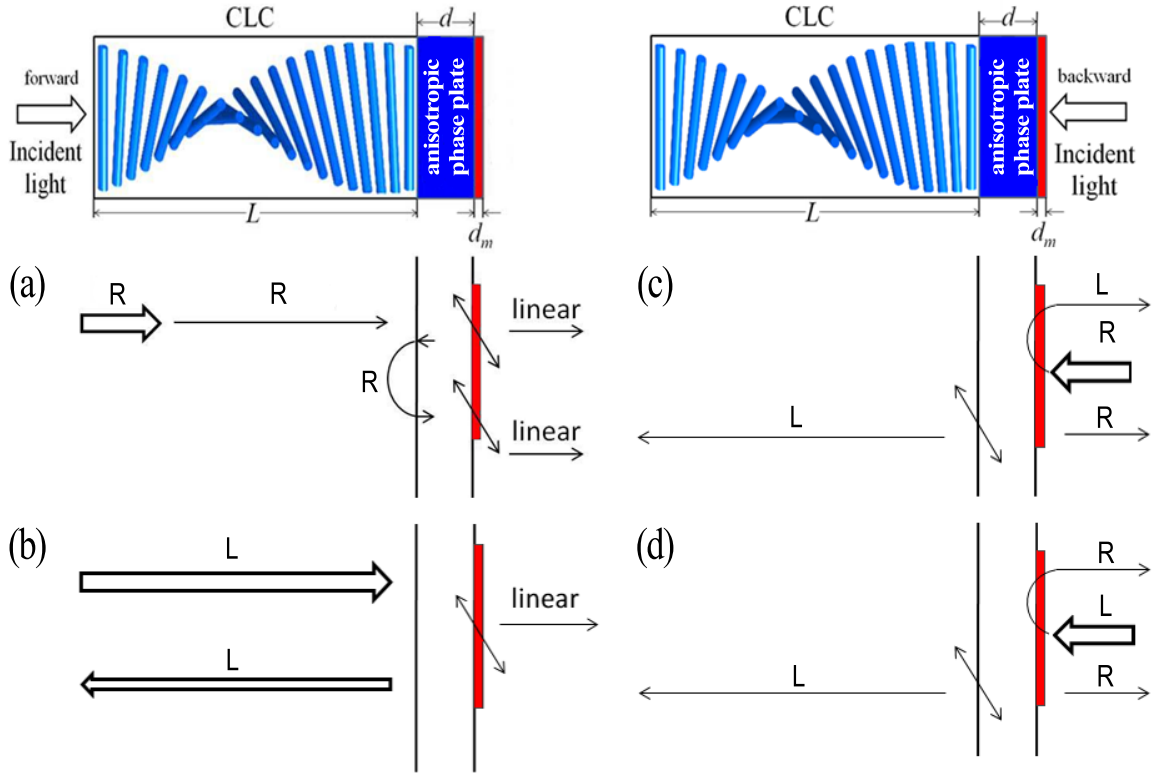 CLC
d
forward
Incident
light
anisotropic
phase plate
L
d_m
CLC
d
backward
Incident
light
anisotropic
phase plate
L
d_m
(a)
R
R
linear
R
linear
(b)
L
linear
L
(c)
L
R
L
R
(d)
R
L
L
R